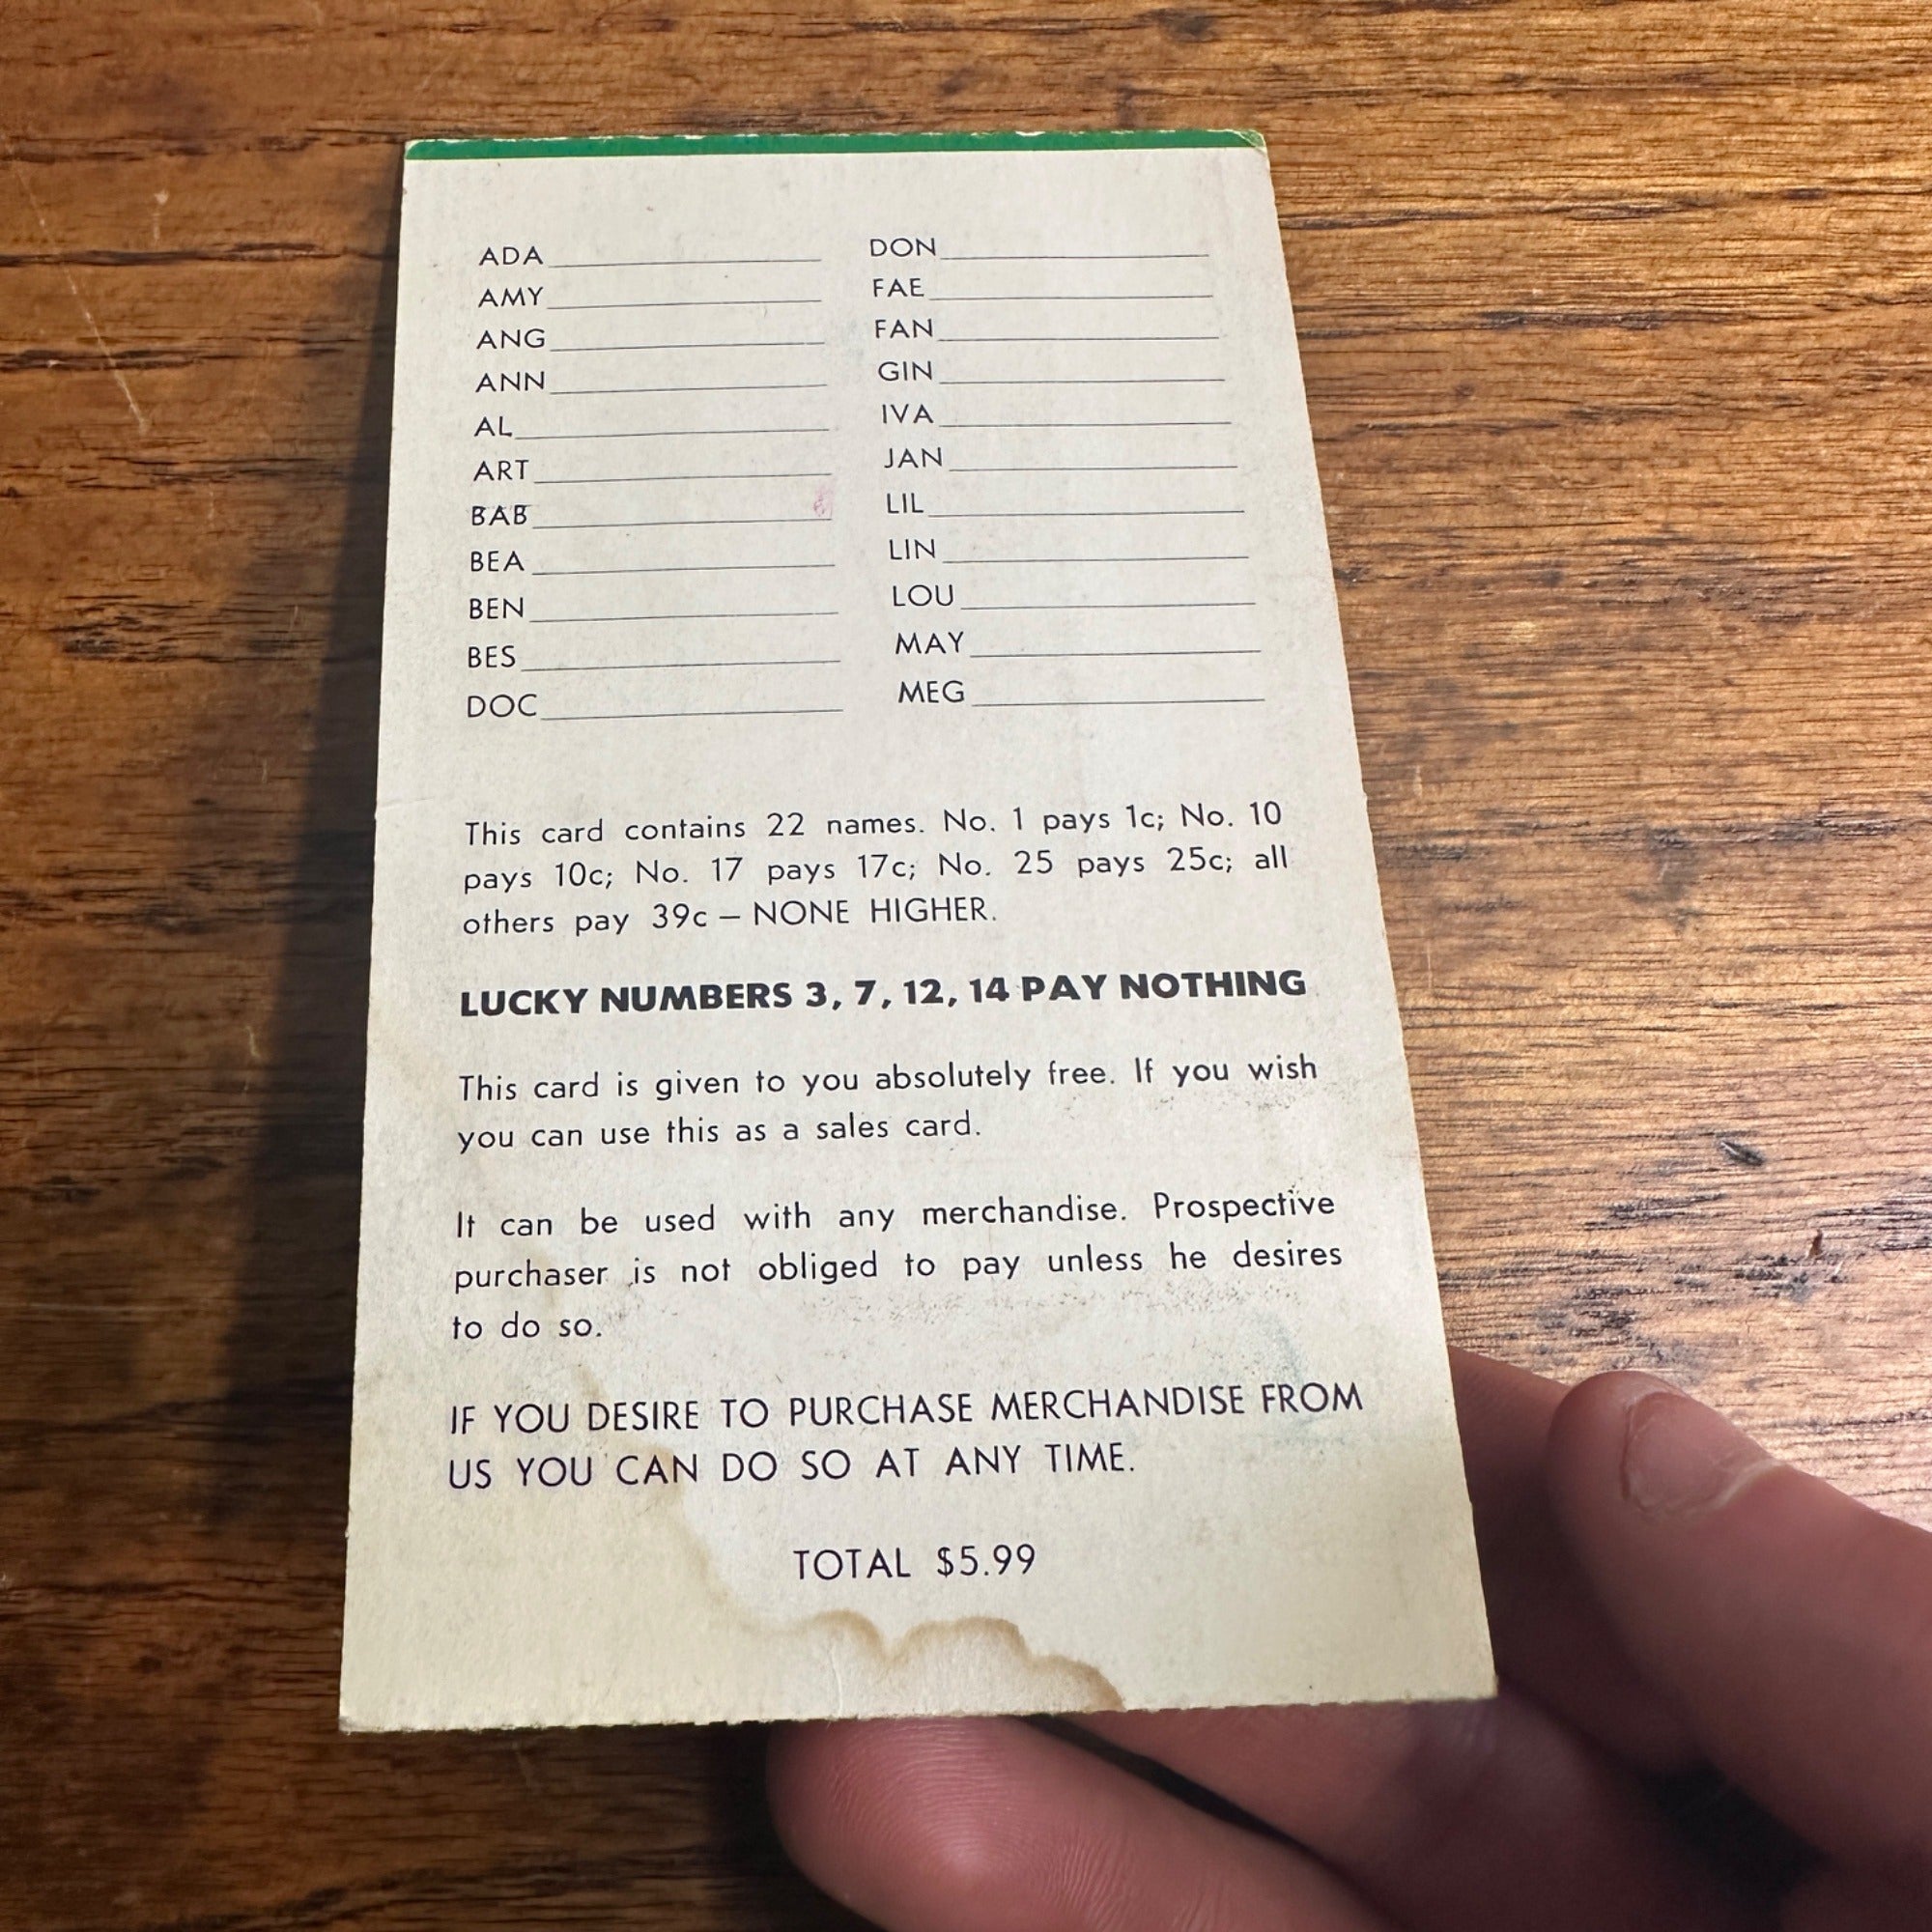 ADA
AMY
ANG
ANN
AL
ART
BAB
BEA
BEN
BES
DOC
DON
FAE
FAN
GIN
IVA
JAN
LIL
LIN
LOU
MAY
MEG
This card contains 22 names. No. 1 pays 1c; No. 10
pays 10c; No. 17 pays 17c; No. 25 pays 25c; all
others pay 39c — NONE HIGHER.
LUCKY NUMBERS 3, 7, 12, 14 PAY NOTHING
This card is given to you absolutely free. If you wish
you can use this as a sales card.
It can be used with any merchandise. Prospective
purchaser is not obliged to pay unless he desires
to do so.
IF YOU DESIRE TO PURCHASE MERCHANDISE FROM
US YOU CAN DO SO AT ANY TIME.
TOTAL $5.99